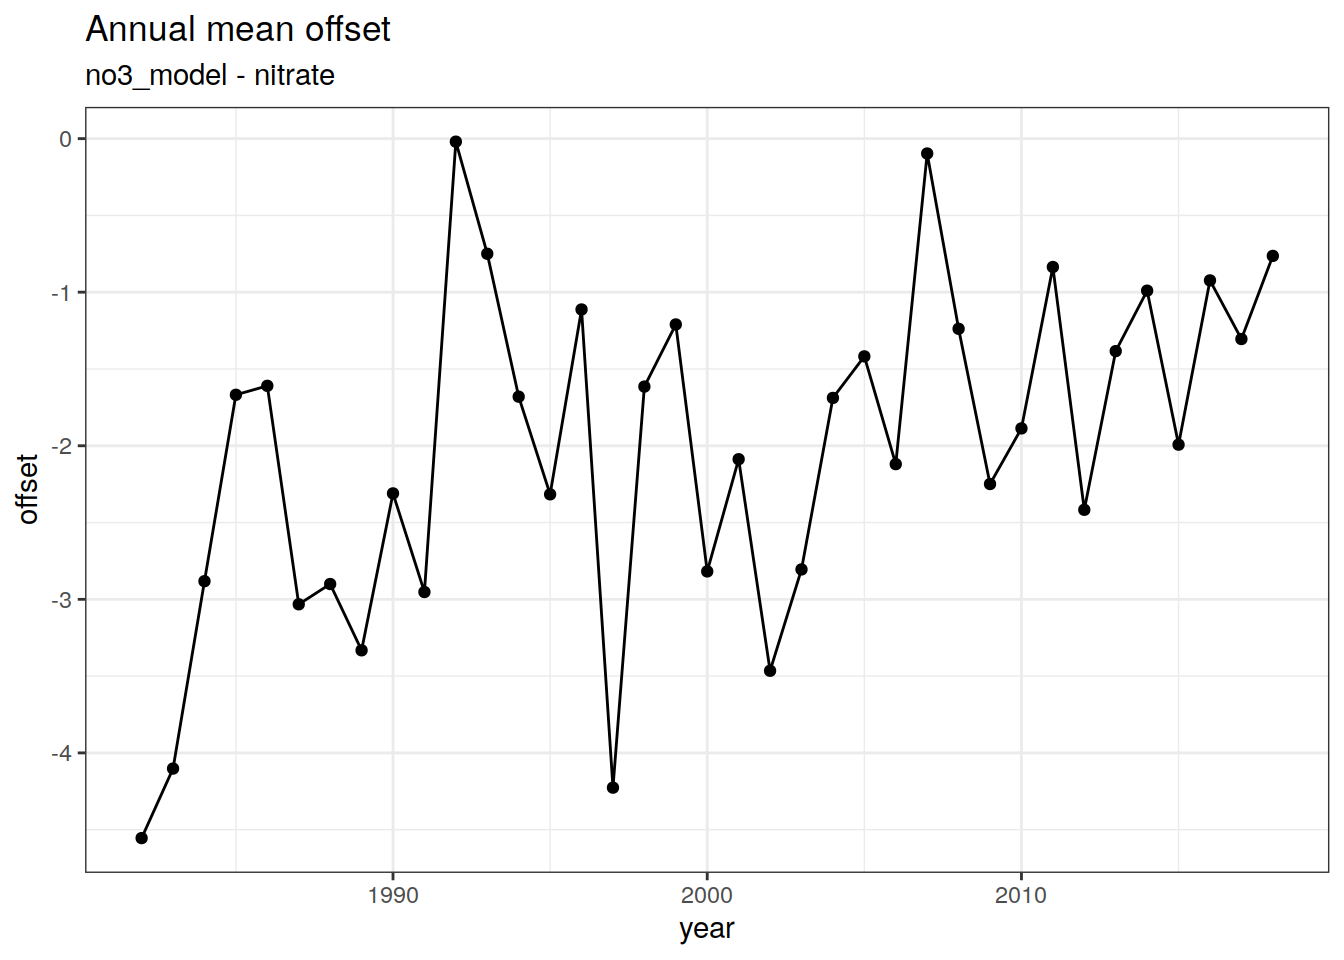 Annual mean offset
no3_model - nitrate
0
-1
-2
-3
-4
offset
1990 2000 2010
year